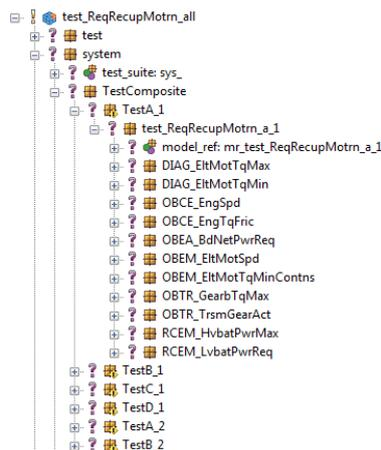 test_ReqRecupMotrn_all
test
system
test_suite: sys_
TestComposite
TestA_1
test_ReqRecupMotrn_a_1
model_ref: mr_test_ReqRecupMotrn_a_1
DIAG_EltMotTqMax
DIAG_EltMotTqMin
OBCE_EngSpd
OBCE_EngTqFric
OBEA_BdNetPwrReq
OBEM_EltMotSpd
OBEM_EltMotTqMinContns
OBTR_GearbTqMax
OBTR_TrsmGearAct
RCEM_HvbatPwrMax
RCEM_LvbatPwrReq
TestB_1
TestC_1
TestD_1
TestA_2
TestB_2